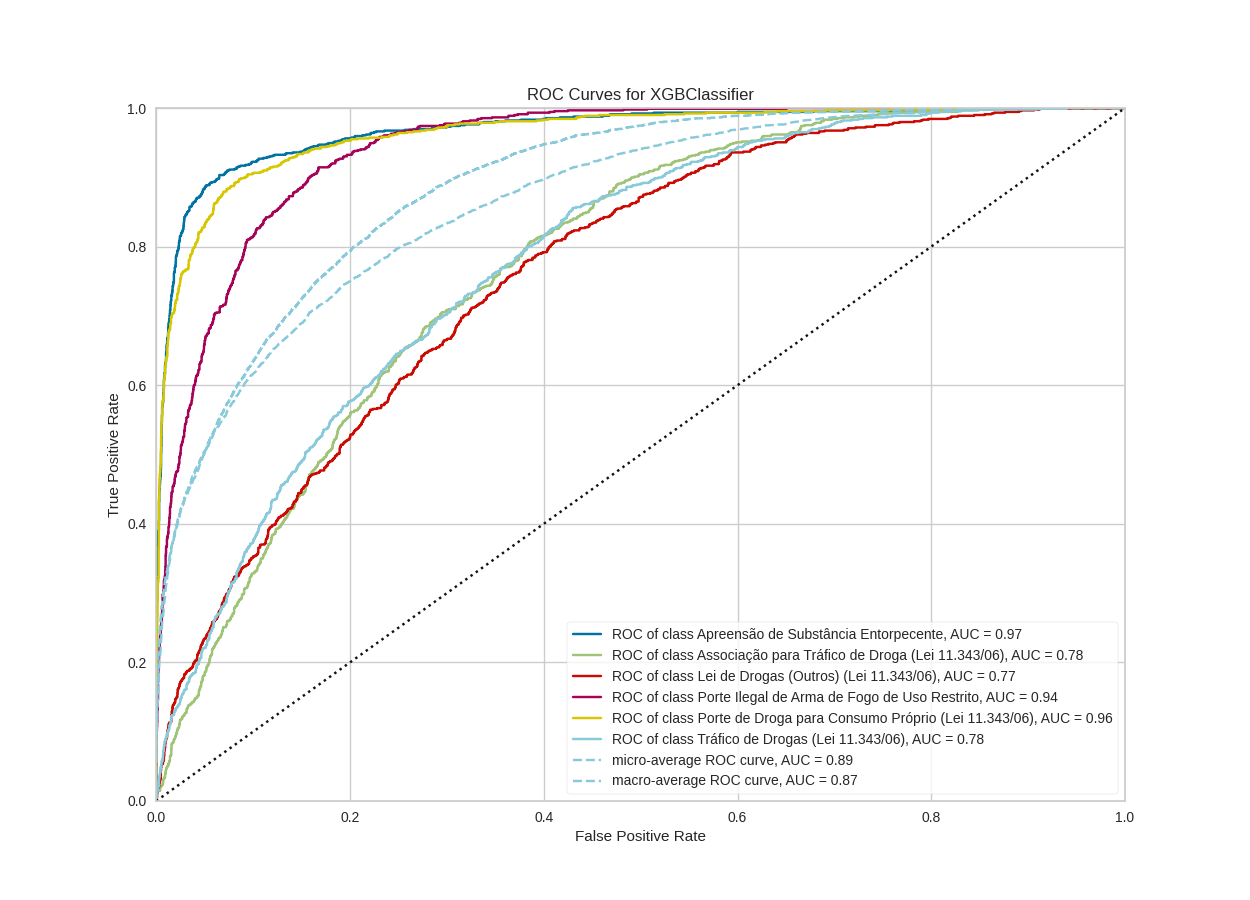 ROC Curves for XGBClassifier
1.0
0.8
0.6
0.4
0.2
0.0
True Positive Rate
ROC of class Apreensão de Substância Entorpecente, AUC = 0.97
ROC of class Associação para Tráfico de Droga (Lei 11.343/06), AUC = 0.78
ROC of class Lei de Drogas (Outros) (Lei 11.343/06), AUC = 0.77
ROC of class Porte Ilegal de Arma de Fogo de Uso Restrito, AUC = 0.94
ROC of class Porte de Droga para Consumo Próprio (Lei 11.343/06), AUC = 0.96
ROC of class Tráfico de Drogas (Lei 11.343/06), AUC = 0.78
micro-average ROC curve, AUC = 0.89
macro-average ROC curve, AUC = 0.87
0.0 0.2 0.4 0.6 0.8 1.0
False Positive Rate